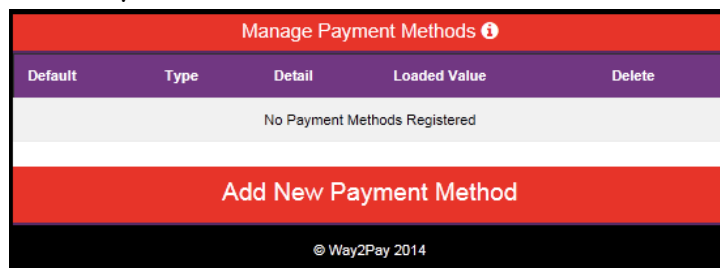 Manage Payment Methods
Default Type Detail Loaded Value Delete
No Payment Methods Registered
Add New Payment Method
© Way2Pay 2014